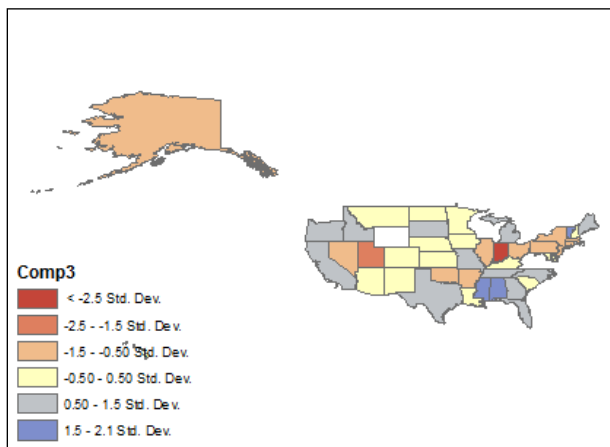 Comp3
< -2.5 Std. Dev.
-2.5 - -1.5 Std. Dev.
-1.5 - -0.50 Std. Dev.
-0.50 - 0.50 Std. Dev.
0.50 - 1.5 Std. Dev.
1.5 - 2.1 Std. Dev.